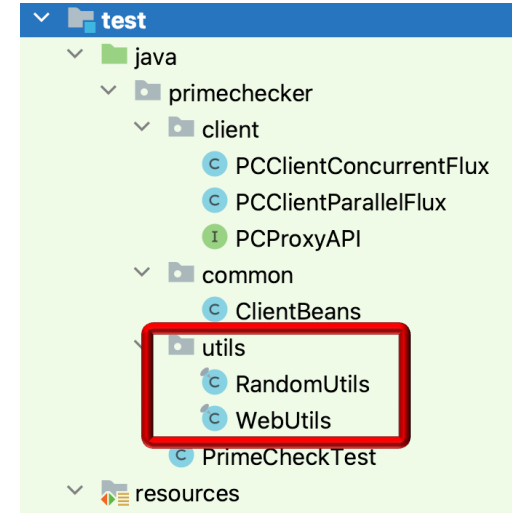 test
java
primechecker
client
C PCClientConcurrentFlux
C PCClientParallelFlux
I PCProxyAPI
common
C ClientBeans
utils
C RandomUtils
C WebUtils
C PrimeCheckTest
resources